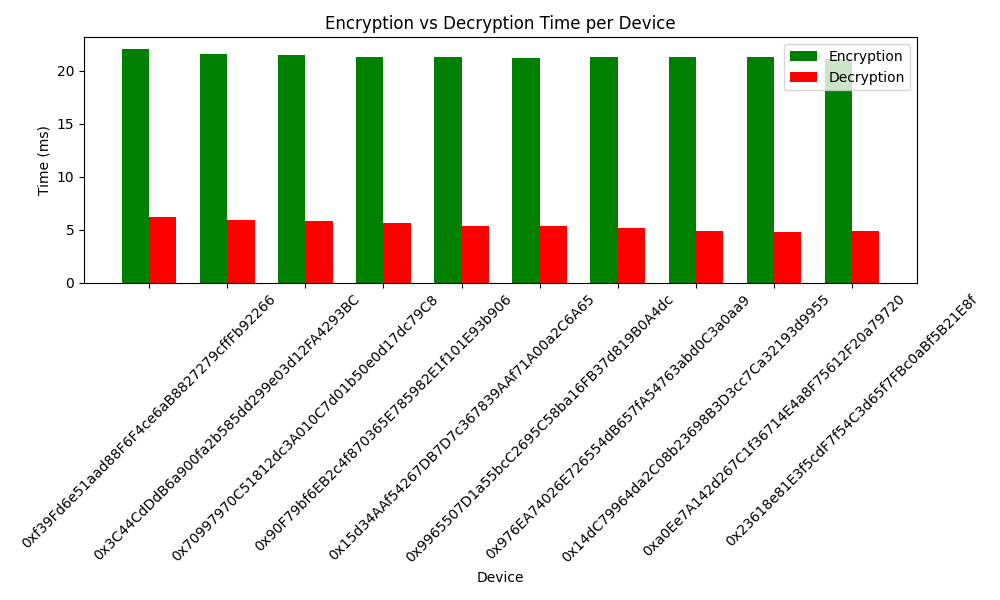 Encryption vs Decryption Time per Device
Encryption
Decryption
Time (ms)
20
15
10
5
0
0xf39Fd6e51aad88F6F4ce6aB8827279cffFb92266
0x3C44CdDdB6a900fa2b585dd299e03d12FA4293BC
0x70997970C51812dc3A010C7d01b50e0d17dc79C8
0x90F79bf6EB2c4f870365E785982E1f101E93b906
0x15d34AAf54267DB7D7c367839AAf71A00a2C6A65
0x9965507D1a55bcC2695C58ba16FB37d819B0A4dc
0x976EA74026E726554dB657fA54763abd0C3a0aa9
0x14dC79964da2C08b23698B3D3cc7Ca32193d9955
0xa0Ee7A142d267C1f36714E4a8F75612F20a79720
0x23618e81E3f5cdF7f54C3d65f7FBc0aBf5B21E8f
Device